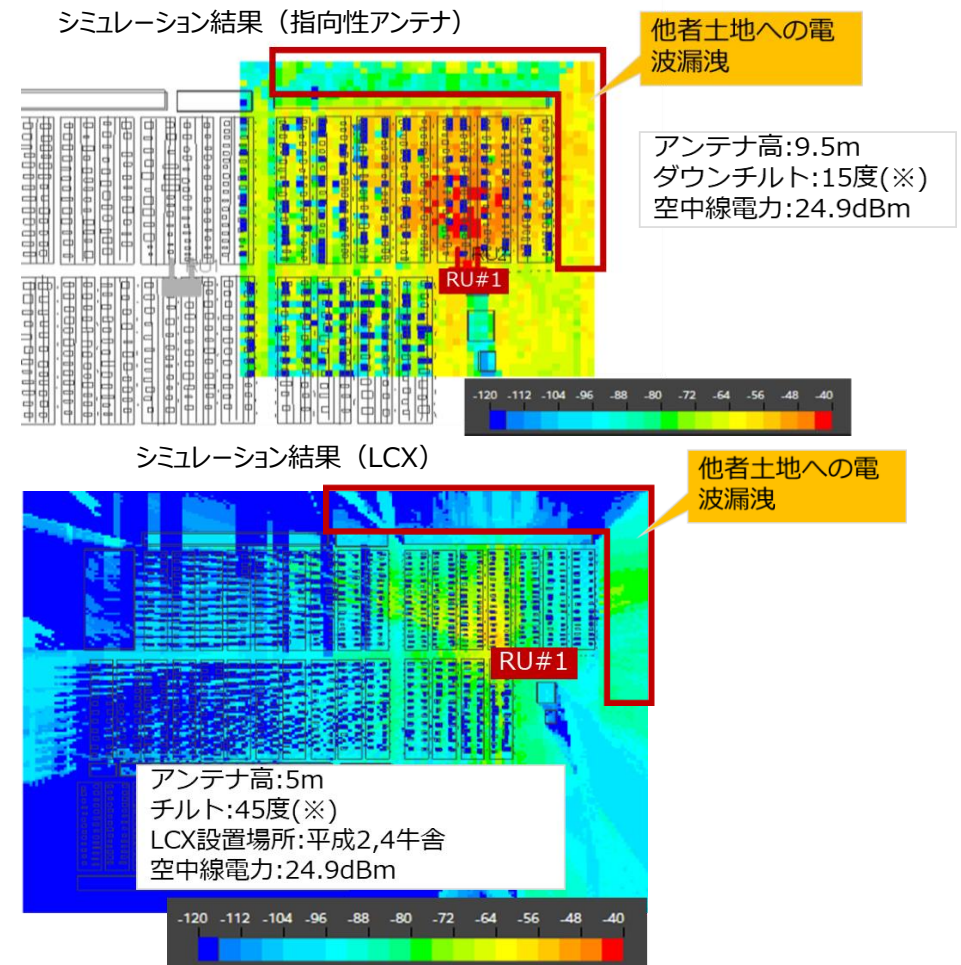 シミュレーション結果（指向性アンテナ）
他者土地への電
波漏洩
アンテナ高:9.5m
ダウンチルト:15度(※)
空中線電力:24.9dBm
RU#1
-120 -112 -104 -96 -88 -80 -72 -64 -56 -48 -40
シミュレーション結果（LCX）
他者土地への電
波漏洩
RU#1
アンテナ高:5m
チルト:45度(※)
LCX設置場所:平成2,4牛舎
空中線電力:24.9dBm
-120 -112 -104 -96 -88 -80 -72 -64 -56 -48 -40